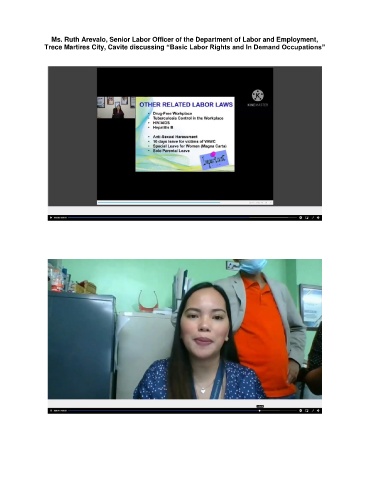 Ms. Ruth Arevalo, Senior Labor Officer of the Department of Labor and Employment,
Trece Martires City, Cavite discussing “Basic Labor Rights and In Demand Occupations”
OTHER RELATED LABOR LAWS
• Drug-Free Workplace
• Tuberculosis Control in the Workplace
• HIV/AIDS
• Hepatitis B
• Anti-Sexual Harassment
• 10 days leave for victims of VAWC
• Special Leave for Women (Magna Carta)
• Solo Parental Leave
KINEMASTER